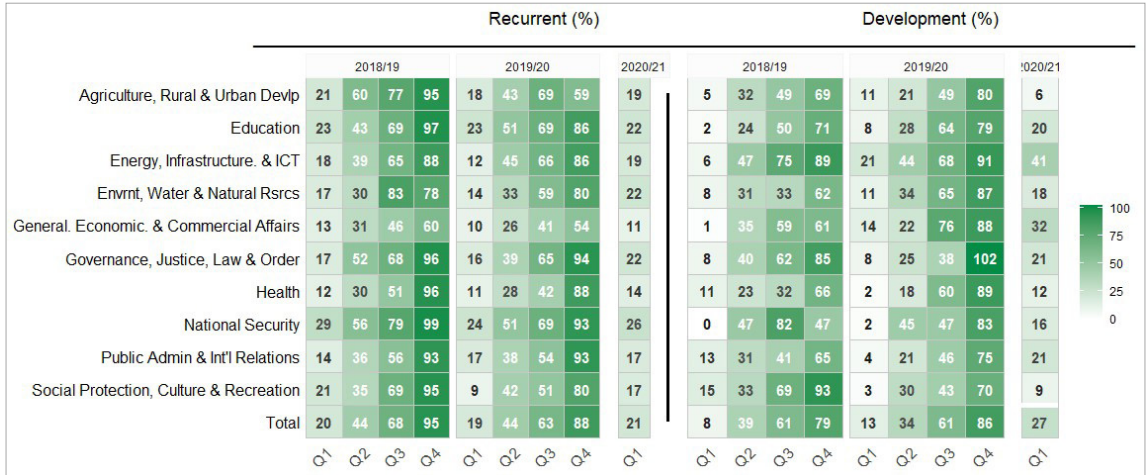 Recurrent (%) Development (%)
2018/19 2019/20 2020/21 2018/19 2019/20 2020/21
Agriculture, Rural & Urban Devlp 21 60 77 95 18 43 69 59 19 5 32 49 69 11 21 49 80 6
Education 23 43 69 97 23 51 69 86 22 2 24 50 71 8 28 64 79 20
Energy, Infrastructure. & ICT 18 39 65 88 12 45 66 86 19 6 47 75 89 21 44 68 91 41
Envrnt, Water & Natural Rsrcs 17 30 83 78 14 33 59 80 22 8 31 33 62 11 34 65 87 18
General. Economic. & Commercial Affairs 13 31 46 60 10 26 41 54 11 1 35 59 61 14 22 76 88 32
Governance, Justice, Law & Order 17 52 68 96 16 39 65 94 22 8 40 62 85 8 25 38 102 21
Health 12 30 51 96 11 28 42 88 14 11 23 32 66 2 18 60 89 12
National Security 29 56 79 99 24 51 69 93 26 0 47 82 47 2 45 47 83 16
Public Admin & Int'l Relations 14 36 56 93 17 38 54 93 17 13 31 41 65 4 21 46 75 21
Social Protection, Culture & Recreation 21 35 69 95 9 42 51 80 17 15 33 69 93 3 30 43 70 9
Total 20 44 68 95 19 44 63 88 21 8 39 61 79 13 34 61 86 27
Q1 Q2 Q3 Q4 Q1 Q2 Q3 Q4 Q1 Q1 Q2 Q3 Q4 Q1 Q2 Q3 Q4 Q1
100
75
50
25
0